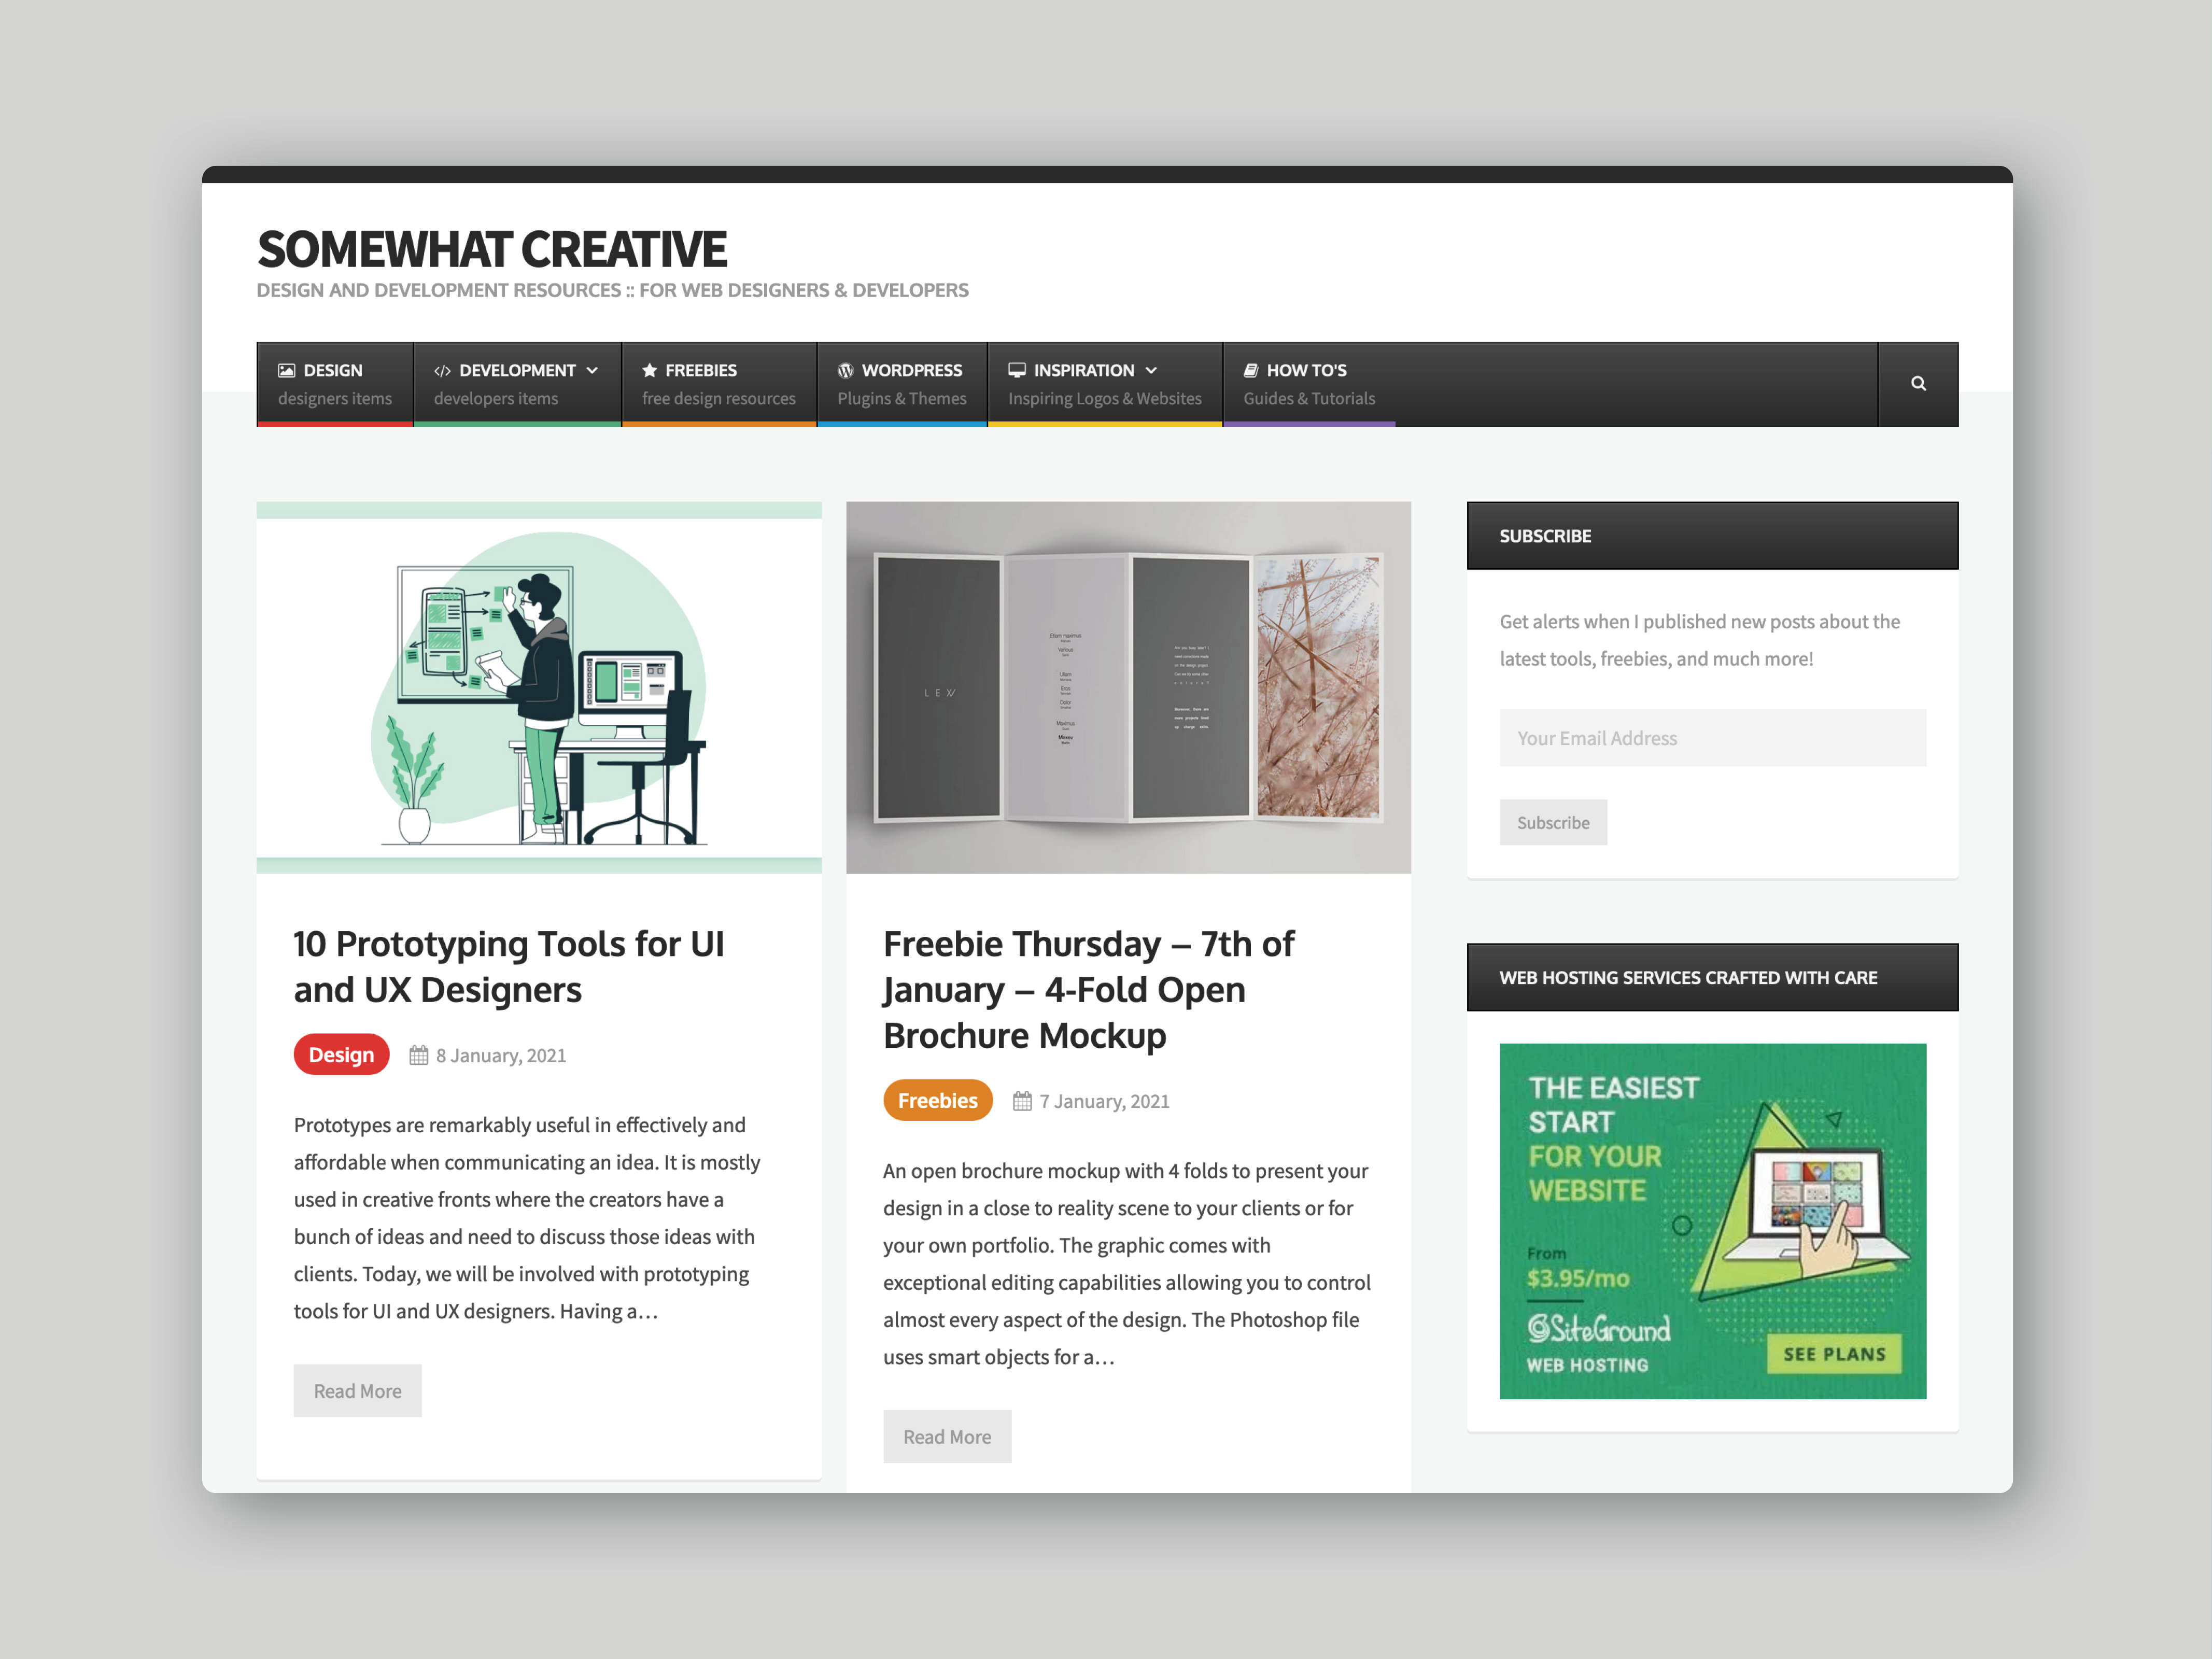 SOMEWHAT CREATIVE
DESIGN AND DEVELOPMENT RESOURCES :: FOR WEB DESIGNERS & DEVELOPERS
DESIGN
designers items
DEVELOPMENT
developers items
FREEBIES
free design resources
WORDPRESS
Plugins & Themes
INSPIRATION
Inspiring Logos & Websites
HOW TO'S
Guides & Tutorials
10 Prototyping Tools for UI
and UX Designers
Design
8 January, 2021
Prototypes are remarkably useful in effectively and
affordable when communicating an idea. It is mostly
used in creative fronts where the creators have a
bunch of ideas and need to discuss those ideas with
clients. Today, we will be involved with prototyping
tools for UI and UX designers. Having a…
Read More
LEW
Etiam maximus
Varius
Ullam
Eros
Dolor
Maximus
Freebie Thursday – 7th of
January – 4-Fold Open
Brochure Mockup
Freebies
7 January, 2021
An open brochure mockup with 4 folds to present your
design in a close to reality scene to your clients or for
your own portfolio. The graphic comes with
exceptional editing capabilities allowing you to control
almost every aspect of the design. The Photoshop file
uses smart objects for a…
Read More
SUBSCRIBE
Get alerts when I published new posts about the
latest tools, freebies, and much more!
Your Email Address
Subscribe
WEB HOSTING SERVICES CRAFTED WITH CARE
THE EASIEST
START
FOR YOUR
WEBSITE
From
$3.95/mo
SiteGround
WEB HOSTING
SEE PLANS